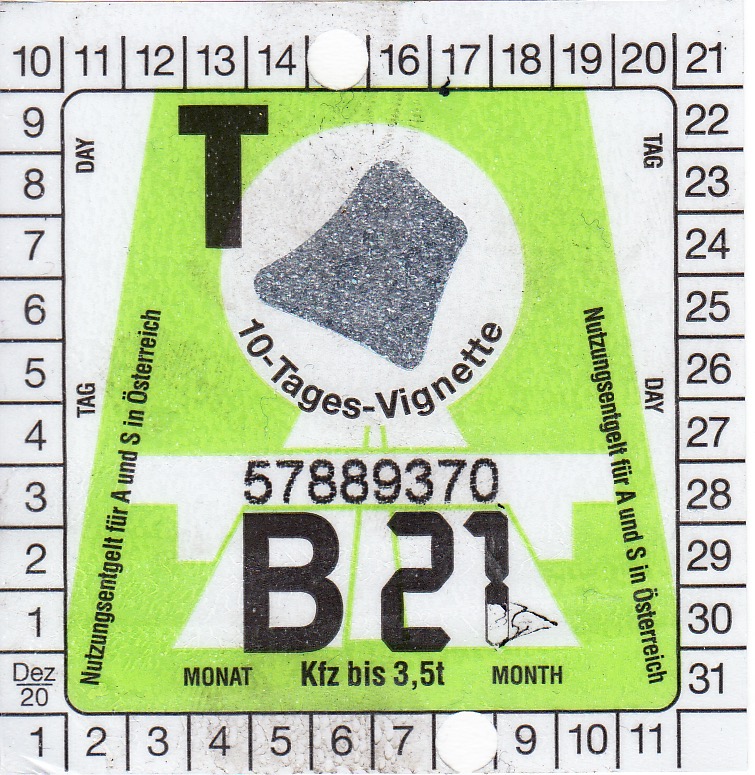 10 11 12 13 14 16 17 18 19 20 21
9 22
DAY TAG
T
8 23
7 24
6 25
5 26
10-Tages-Vignette
TAG DAY
4 27
Nutzungsentgelt für A und S in Österreich
Nutzungsentgelt für A und S in Österreich
57889370
3 28
B 21
2 29
1 30
MONAT Kfz bis 3,5t MONTH
Dez
20
31
1 2 3 4 5 6 7 9 10 11